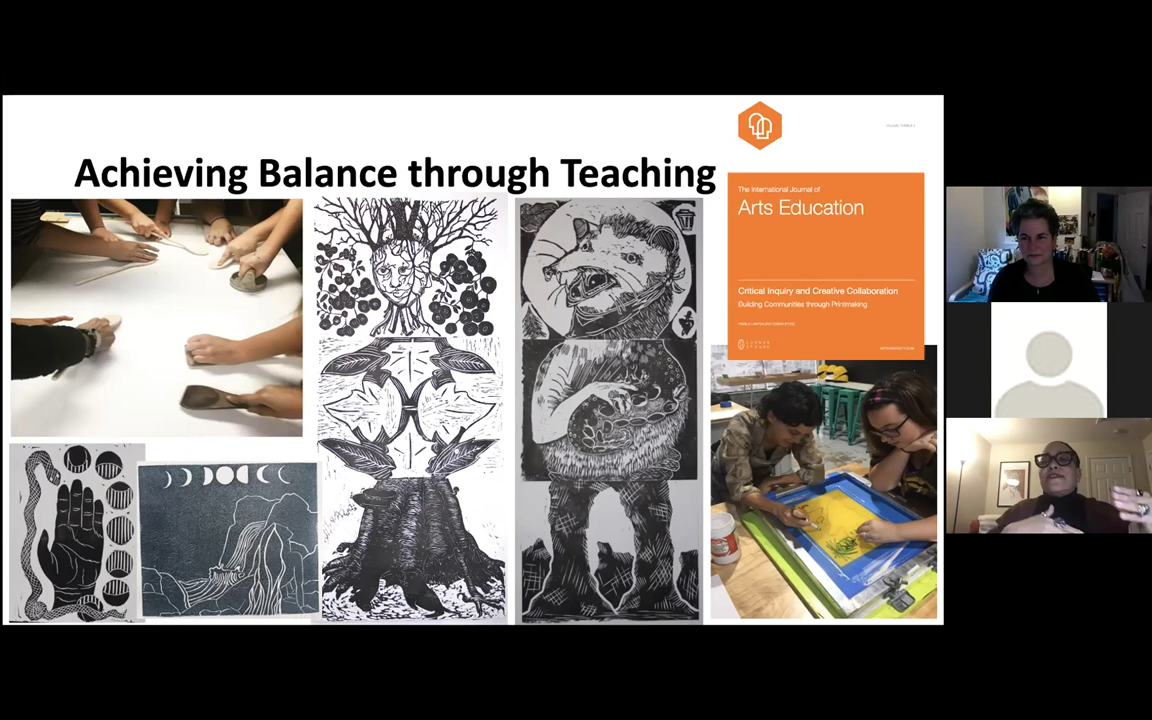 Achieving Balance through Teaching
The International Journal of
Arts Education
Critical Inquiry and Creative Collaboration
Building Communities through Printmaking